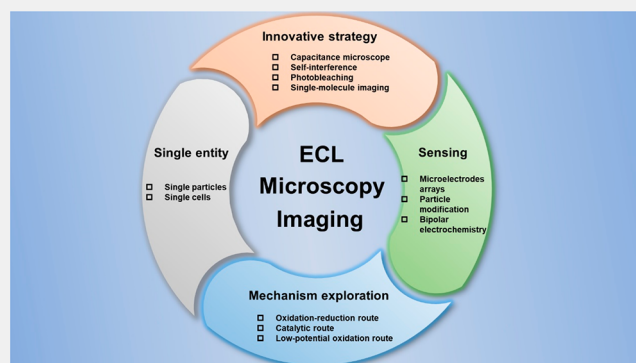 Innovative strategy
Capacitance microscope
Self-interference
Photobleaching
Single-molecule imaging
Single entity
Single particles
Single cells
ECL
Microscopy
Imaging
Sensing
Microelectrodes
arrays
Particle
modification
Bipolar
electrochemistry
Mechanism exploration
Oxidation-reduction route
Catalytic route
Low-potential oxidation route